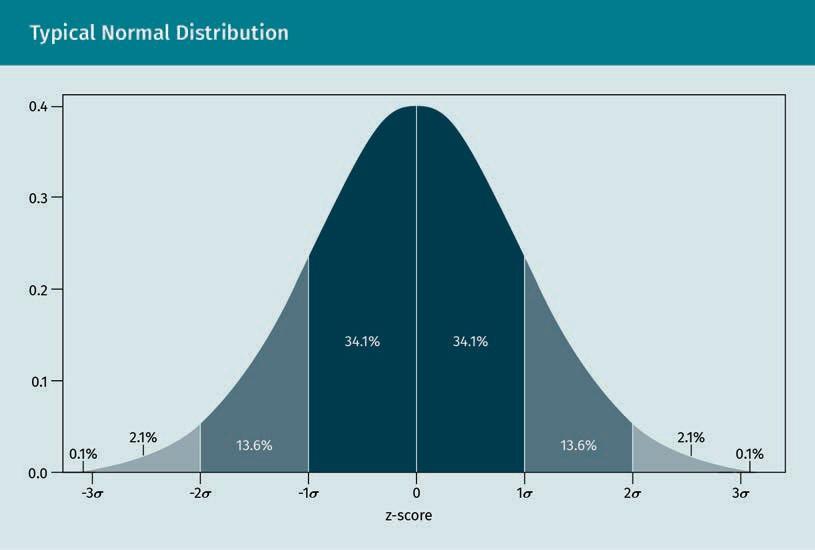 Typical Normal Distribution
0.4
0.3
0.2
34.1% 34.1%
0.1
2.1% 13.6% 13.6% 2.1%
0.1% 0.1%
0.0
-3σ -2σ -1σ 0 1σ 2σ 3σ
z-score